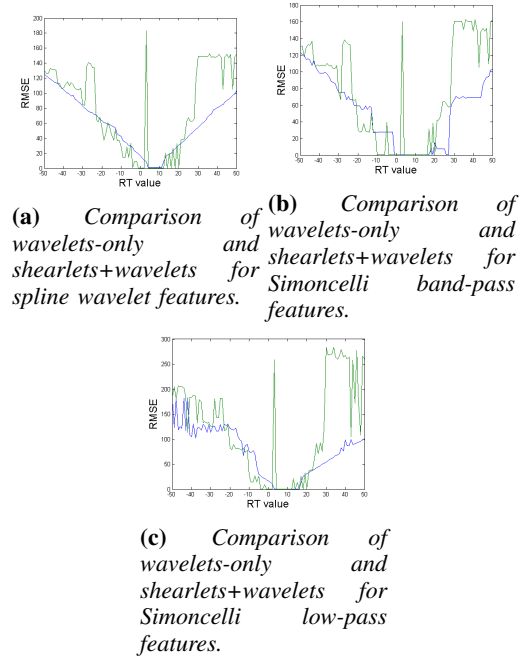 200
180
160
140
120
100
80
60
40
20
0
RMSE
-50 -40 -30 -20 -10 0 10 20 30 40 50
RT value
180
160
140
120
100
80
60
40
20
0
RMSE
-50 -40 -30 -20 -10 0 10 20 30 40 50
RT value
(a) Comparison of
wavelets-only and
shearlets+wavelets for
spline wavelet features.
(b) Comparison of
wavelets-only and
shearlets+wavelets for
Simoncelli band-pass
features.
300
250
200
150
100
50
0
RMSE
-50 -40 -30 -20 -10 0 10 20 30 40 50
RT value
(c) Comparison of
wavelets-only and
shearlets+wavelets for
Simoncelli low-pass
features.